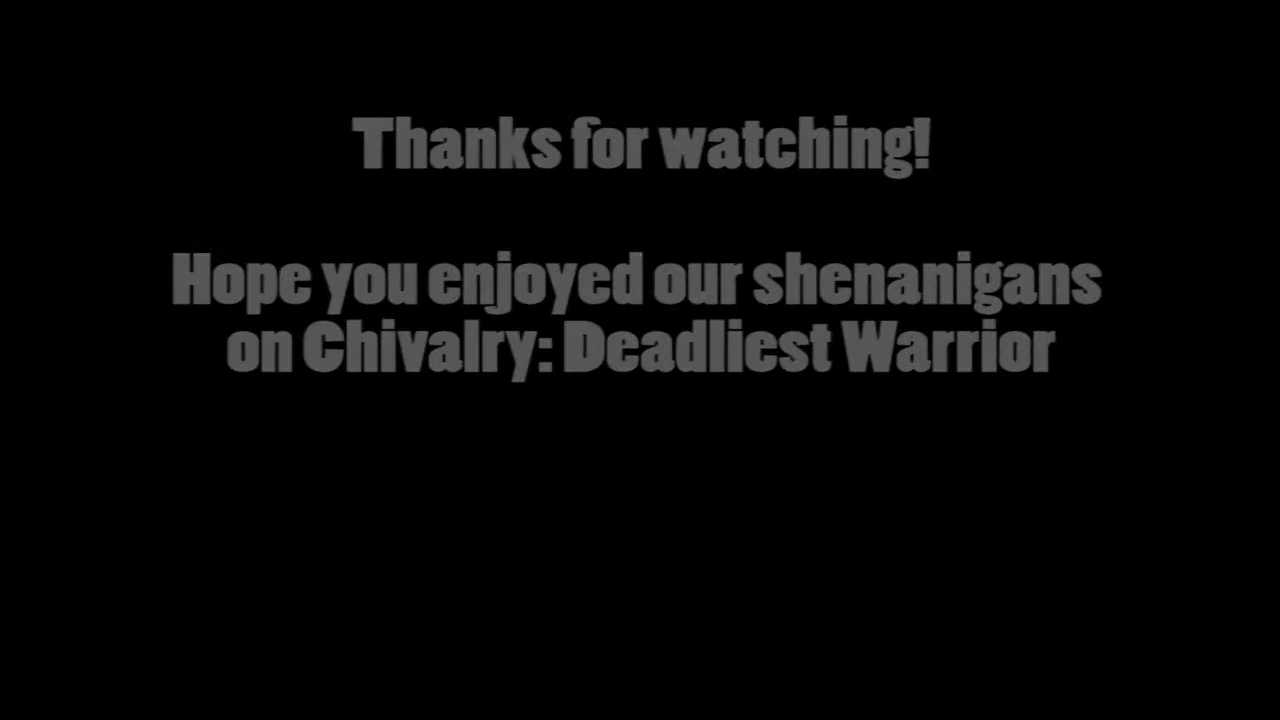 Thanks for watching!
Hope you enjoyed our shenanigans
on Chivalry: Deadliest Warrior